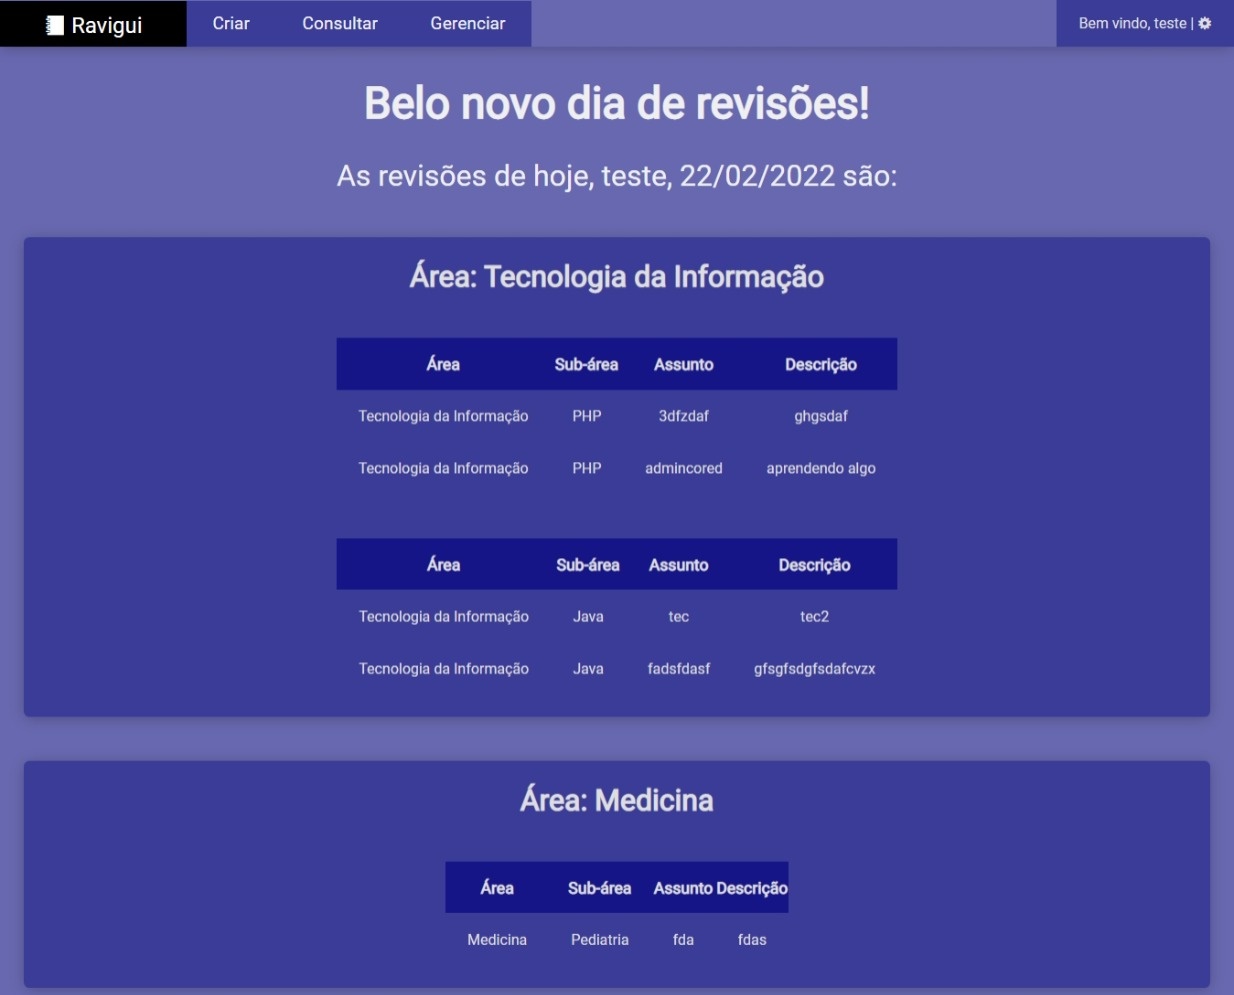 Ravigui Criar Consultar Gerenciar Bem vindo, teste |
Belo novo dia de revisões!
As revisões de hoje, teste, 22/02/2022 são:
Área: Tecnologia da Informação
Área Sub-área Assunto Descrição
Tecnologia da Informação PHP 3dfzdaf ghgsdaf
Tecnologia da Informação PHP admincored aprendendo algo
Área Sub-área Assunto Descrição
Tecnologia da Informação Java tec tec2
Tecnologia da Informação Java fadsfdasf gfsgfsdgfsdafcvzx
Área: Medicina
Área Sub-área Assunto Descrição
Medicina Pediatria fda fdas